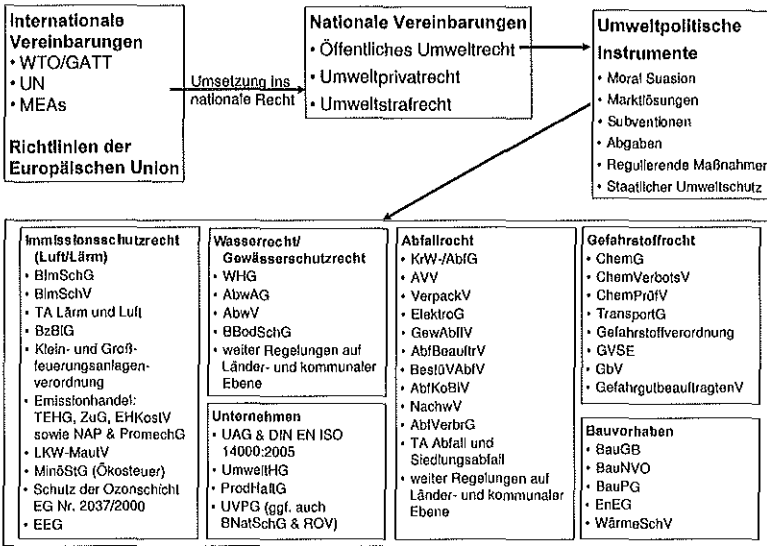 Internationale
Vereinbarungen
• WTO/GATT
• UN
• MEAs
Richtlinien der
Europäischen Union
Umsetzung ins
nationale Recht
Nationale Vereinbarungen
• Öffentliches Umweltrecht
• Umweltprivatrecht
• Umweltstrafrecht
Umweltpolitische
Instrumente
• Moral Suasion
• Marktlösungen
• Subventionen
• Abgaben
• Regulierende Maßnahmen
• Staatlicher Umweltschutz
Immissionsschutzrecht
(Luft/Lärm)
• BImSchG
• BImSchV
• TA Lärm und Luft
• BzBlG
• Klein- und Groß-
feuerungsanlagen-
verordnung
• Emissionhandel:
TEHG, ZuG, EHKostV
sowie NAP & PromechG
• LKW-MautV
• MinöStG (Ökosteuer)
• Schutz der Ozonschicht
EG Nr. 2037/2000
• EEG
Wasserrecht/
Gewässerschutzrecht
• WHG
• AbwAG
• AbwV
• BBodSchG
• weiter Regelungen auf
Länder- und kommunaler
Ebene
Unternehmen
• UAG & DIN EN ISO
14000:2005
• UmweltHG
• ProdHaftG
• UVPG (ggf. auch
BNatSchG & ROV)
Abfallrecht
• KrW-/AbfG
• AVV
• VerpackV
• ElektroG
• GewAbfV
• AbfBeauftrV
• BestüVAbfV
• AbfKoBiV
• NachwV
• AbfVerbrG
• TA Abfall und
Siedlungsabfall
• weiter Regelungen auf
Länder- und kommunaler
Ebene
Gefahrstoffrecht
• ChemG
• ChemVerbotsV
• ChemPrüfV
• TransportG
• Gefahrstoffverordnung
• GVSE
• GbV
• GefahrgutbeauftragtenV
Bauvorhaben
• BauGB
• BauNVO
• BauPG
• EnEG
• WärmeSchV